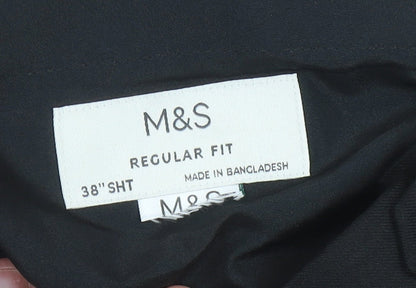 M&S
REGULAR FIT
38" SHT MADE IN BANGLADESH
M&S